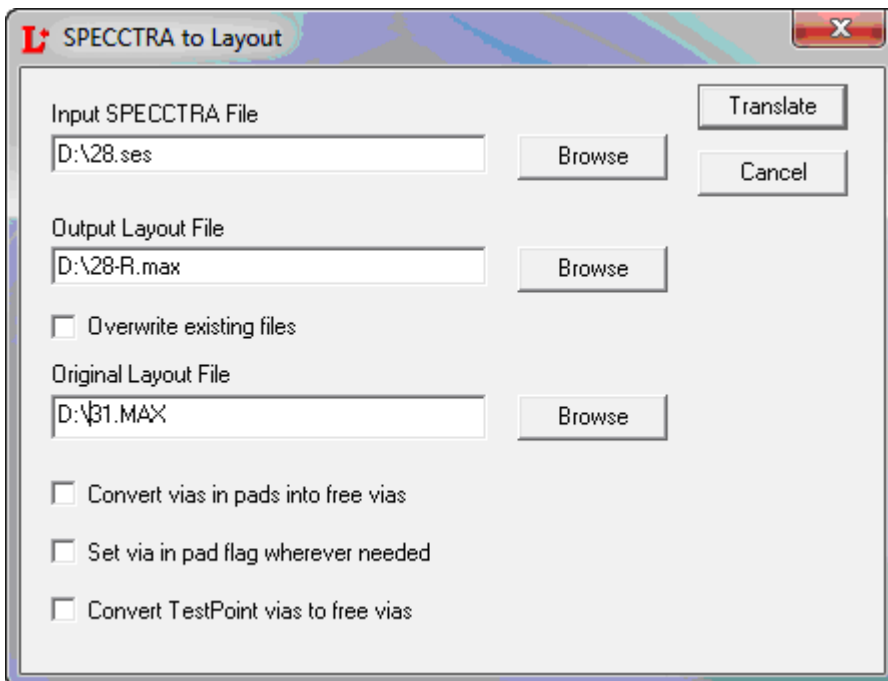 SPECCTRA to Layout
Input SPECCTRA File
Translate
D:\28.ses
Browse
Cancel
Output Layout File
D:\28-R.max
Browse
Overwrite existing files
Original Layout File
D:\31.MAX
Browse
Convert vias in pads into free vias
Set via in pad flag wherever needed
Convert TestPoint vias to free vias